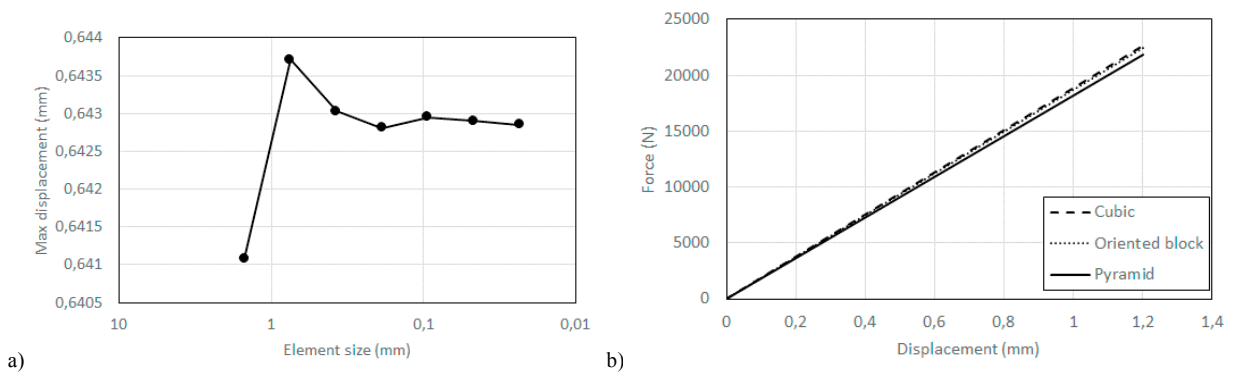 0,644
0,6435
0,643
0,6425
0,642
0,6415
0,641
0,6405
Max displacement (mm)
10
1
0,1
0,01
Element size (mm)
a)
25000
20000
15000
10000
5000
0
Force (N)
Cubic
Oriented block
Pyramid
0
0,2
0,4
0,6
0,8
1
1,2
1,4
Displacement (mm)
b)